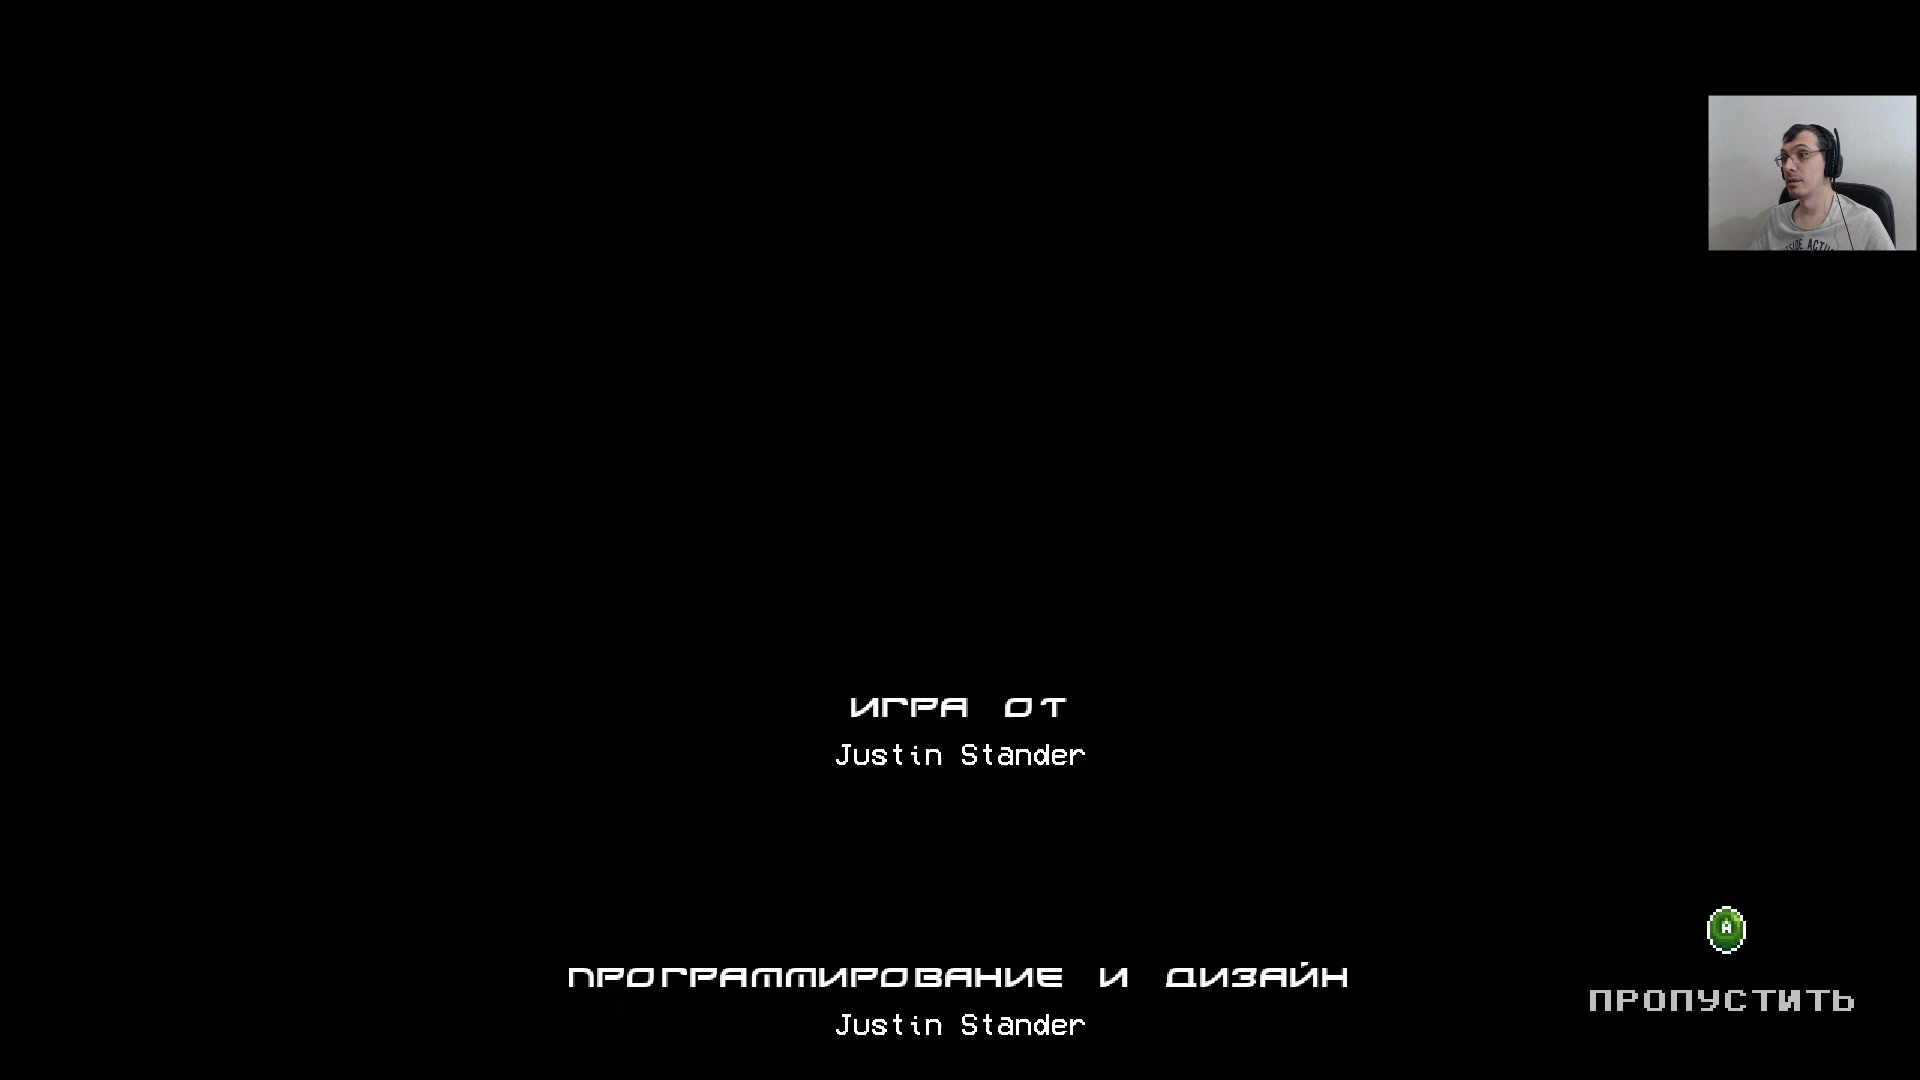 ИГРА ОТ
Justin Stander
ПРОГРАММИРОВАНИЕ И ДИЗАЙН
Justin Stander
A
ПРОПУСТИТЬ